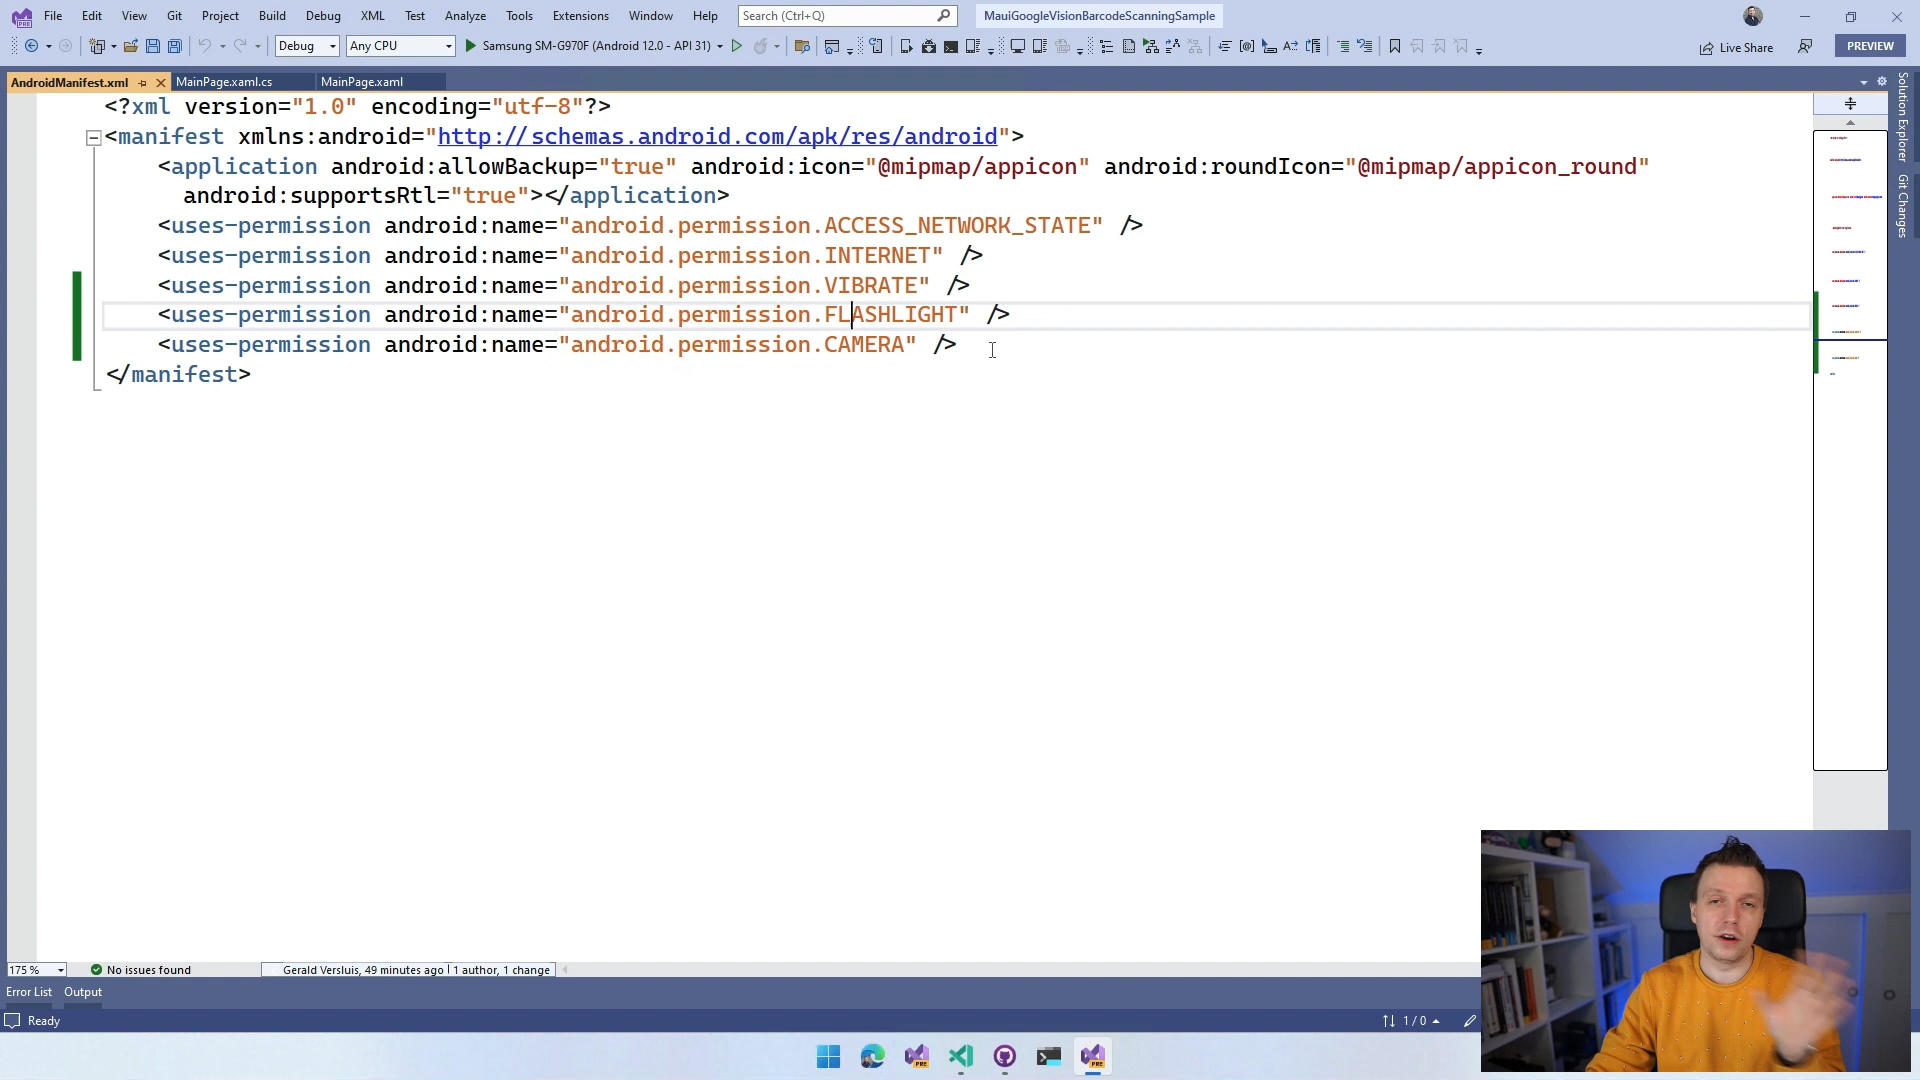 File Edit View Git Project Build Debug XML Test Analyze Tools Extensions Window Help Search (Ctrl+Q) MauiGoogleVisionBarcodeScanningSample
Debug Any CPU Samsung SM-G970F (Android 12.0 - API 31) Live Share PREVIEW
AndroidManifest.xml MainPage.xaml.cs MainPage.xaml
<?xml version="1.0" encoding="utf-8"?>
<manifest xmlns:android="http://schemas.android.com/apk/res/android">
<application android:allowBackup="true" android:icon="@mipmap/appicon" android:roundIcon="@mipmap/appicon_round"
android:supportsRtl="true"></application>
<uses-permission android:name="android.permission.ACCESS_NETWORK_STATE" />
<uses-permission android:name="android.permission.INTERNET" />
<uses-permission android:name="android.permission.VIBRATE" />
<uses-permission android:name="android.permission.FLASHLIGHT" />
<uses-permission android:name="android.permission.CAMERA" />
</manifest>
Solution Explorer
Git Changes
175 % No issues found Gerald Versluis, 49 minutes ago | 1 author, 1 change
Error List Output
Ready 1 / 0